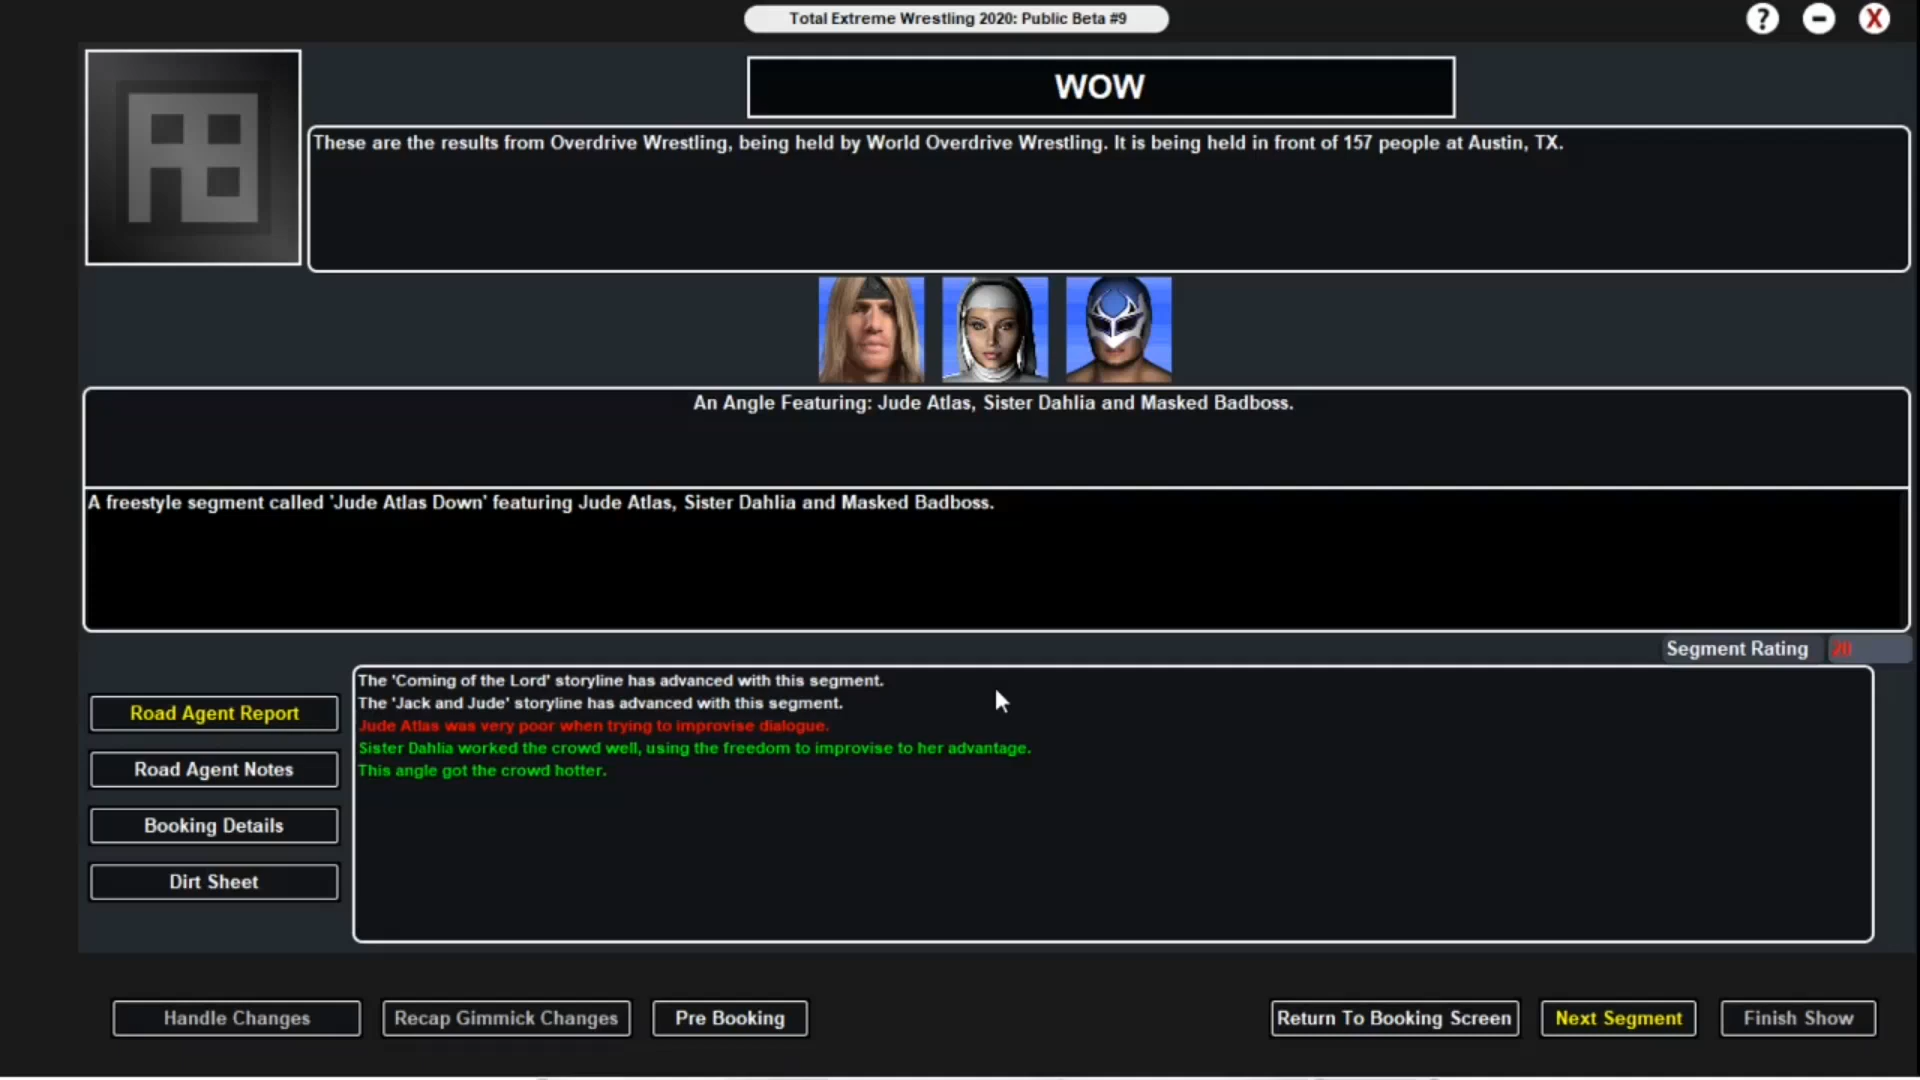 Total Extreme Wrestling 2020: Public Beta #9
?
X
WOW
These are the results from Overdrive Wrestling, being held by World Overdrive Wrestling. It is being held in front of 157 people at Austin, TX.
An Angle Featuring: Jude Atlas, Sister Dahlia and Masked Badboss.
A freestyle segment called 'Jude Atlas Down' featuring Jude Atlas, Sister Dahlia and Masked Badboss.
Segment Rating 20
The 'Coming of the Lord' storyline has advanced with this segment.
The 'Jack and Jude' storyline has advanced with this segment.
Jude Atlas was very poor when trying to improvise dialogue.
Sister Dahlia worked the crowd well, using the freedom to improvise to her advantage.
This angle got the crowd hotter.
Road Agent Report
Road Agent Notes
Booking Details
Dirt Sheet
Handle Changes
Recap Gimmick Changes
Pre Booking
Return To Booking Screen
Next Segment
Finish Show